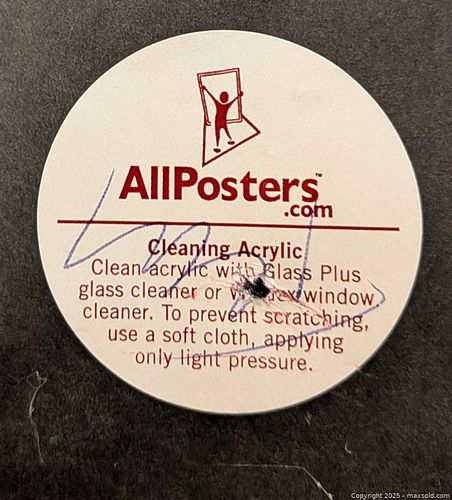 AllPosters™
.com
Cleaning Acrylic
Clean acrylic with Glass Plus
glass cleaner or window
cleaner. To prevent scratching,
use a soft cloth, applying
only light pressure.
Copyright 2025 - maxsold.com